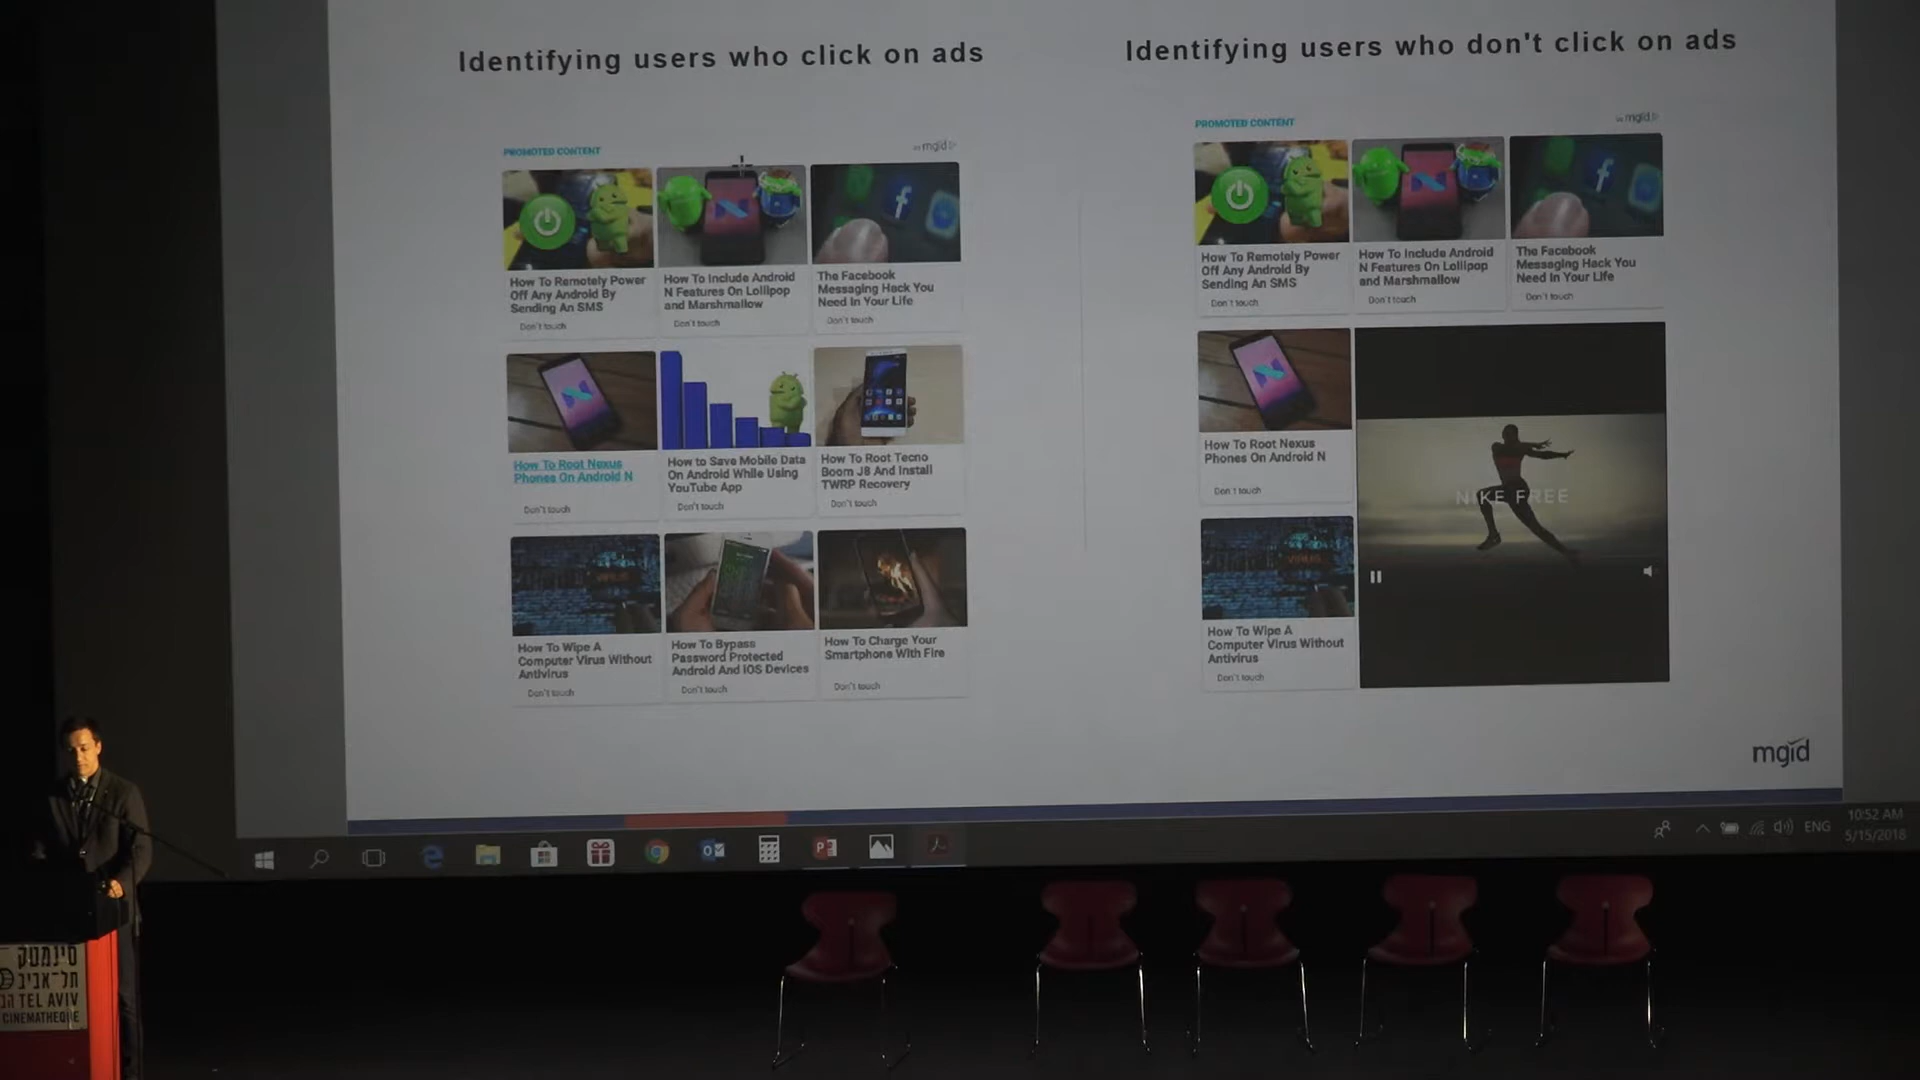 Identifying users who click on ads
PROMOTED CONTENT
mgid
How To Remotely Power
Off Any Android By
Sending An SMS
Don't touch
How To Include Android
N Features On Lollipop
and Marshmallow
Don't touch
The Facebook
Messaging Hack You
Need In Your Life
Don't touch
How To Root Nexus
Phones On Android N
Don't touch
How to Save Mobile Data
On Android While Using
YouTube App
Don't touch
How To Root Tecno
Boom J8 And Install
TWRP Recovery
Don't touch
VIRUS
How To Wipe A
Computer Virus Without
Antivirus
Don't touch
How To Bypass
Password Protected
Android And iOS Devices
Don't touch
How To Charge Your
Smartphone With Fire
Don't touch
Identifying users who don't click on ads
PROMOTED CONTENT
mgid
How To Remotely Power
Off Any Android By
Sending An SMS
Don't touch
How To Include Android
N Features On Lollipop
and Marshmallow
Don't touch
The Facebook
Messaging Hack You
Need In Your Life
Don't touch
How To Root Nexus
Phones On Android N
Don't touch
NIKE FREE
VIRUS
How To Wipe A
Computer Virus Without
Antivirus
Don't touch
mgid
ENG
10:52 AM
5/15/2018
סינמטק
תל־אביב
TEL AVIV
CINEMATHEQUE